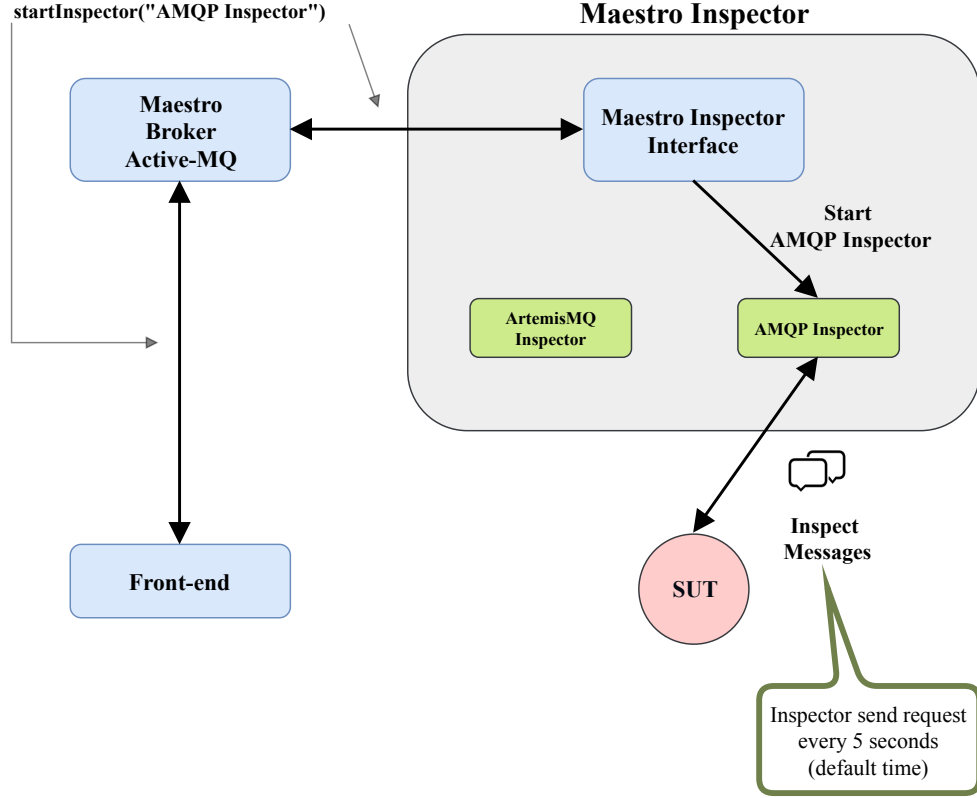 startInspector("AMQP Inspector")
Maestro Inspector
Maestro
Broker
Active-MQ
Maestro Inspector
Interface
Start
AMQP Inspector
ArtemisMQ
Inspector
AMQP Inspector
Inspect
Messages
Front-end
SUT
Inspector send request
every 5 seconds
(default time)